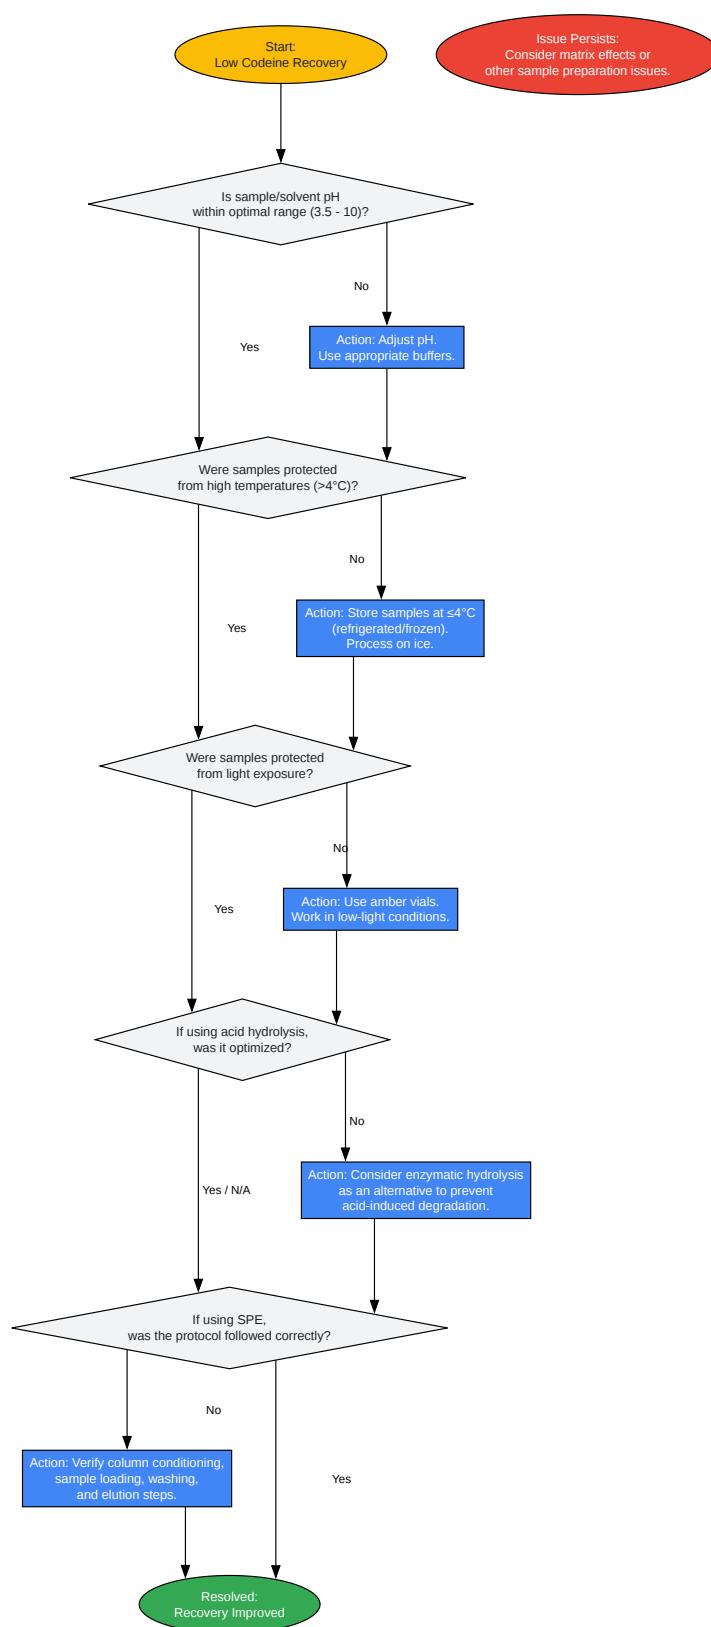 Start:
Low Codeine Recovery
Issue Persists:
Consider matrix effects or
other sample preparation issues.
Is sample/solvent pH
within optimal range (3.5 - 10)?
No
Yes
Action: Adjust pH.
Use appropriate buffers.
Were samples protected
from high temperatures (>4°C)?
No
Yes
Action: Store samples at ≤4°C
(refrigerated/frozen).
Process on ice.
Were samples protected
from light exposure?
No
Yes
Action: Use amber vials.
Work in low-light conditions.
If using acid hydrolysis,
was it optimized?
No
Yes / N/A
Action: Consider enzymatic hydrolysis
as an alternative to prevent
acid-induced degradation.
If using SPE,
was the protocol followed correctly?
No
Yes
Action: Verify column conditioning,
sample loading, washing,
and elution steps.
Resolved:
Recovery Improved